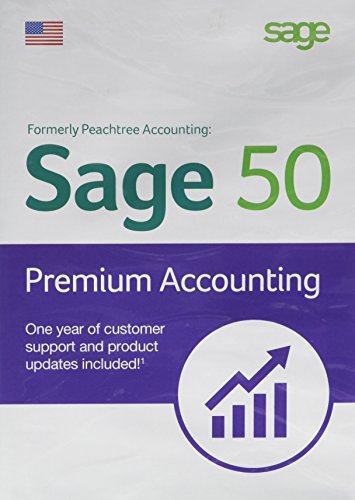 sage
Formerly Peachtree Accounting:
Sage 50
Premium Accounting
One year of customer
support and product
updates included!¹